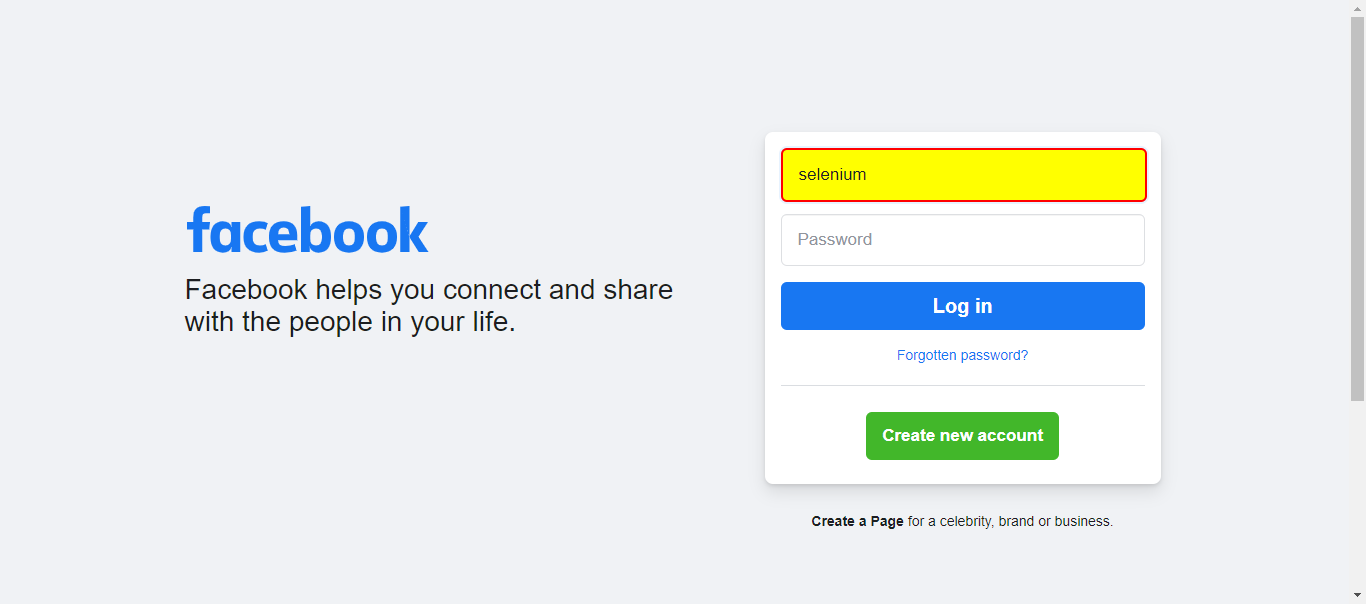 facebook
Facebook helps you connect and share
with the people in your life.
selenium
Password
Log in
Forgotten password?
Create new account
Create a Page for a celebrity, brand or business.